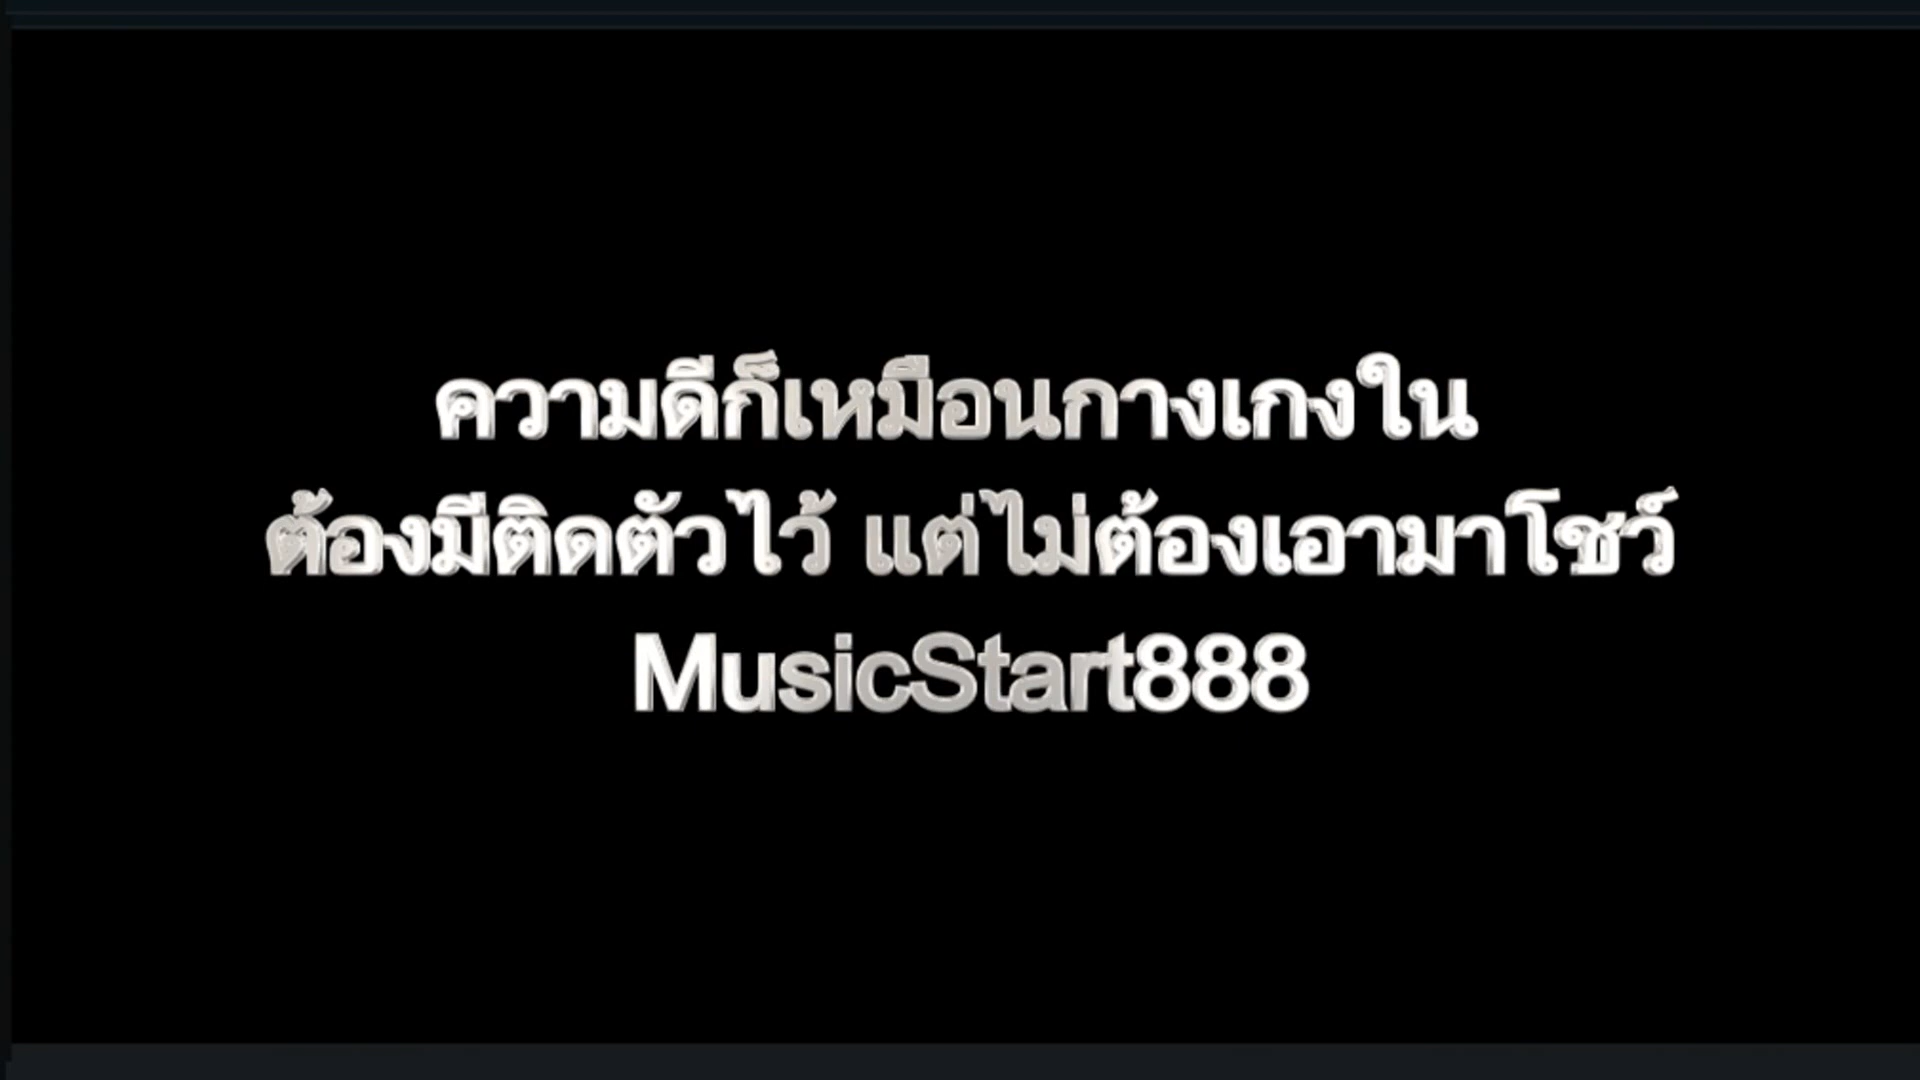 ความดีก็เหมือนกางเกงใน
ต้องมีติดตัวไว้ แต่ไม่ต้องเอามาโชว์
MusicStart888